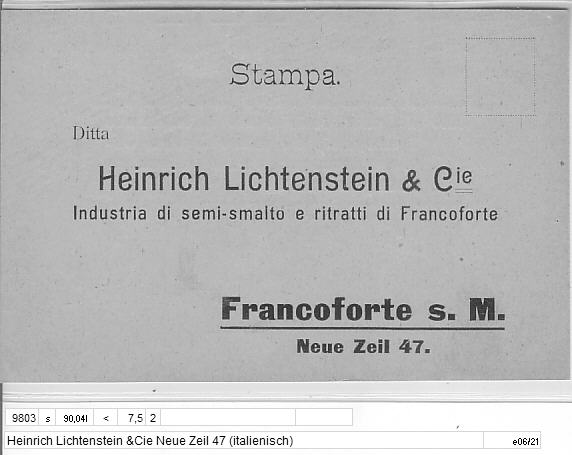 Stampa.
Ditta
Heinrich Lichtenstein & Cie
Industria di semi-smalto e ritratti di Francoforte
Francoforte s. M.
Neue Zeil 47.
9803 s 90,04l < 7,5 2
Heinrich Lichtenstein &Cie Neue Zeil 47 (italienisch) e06/21